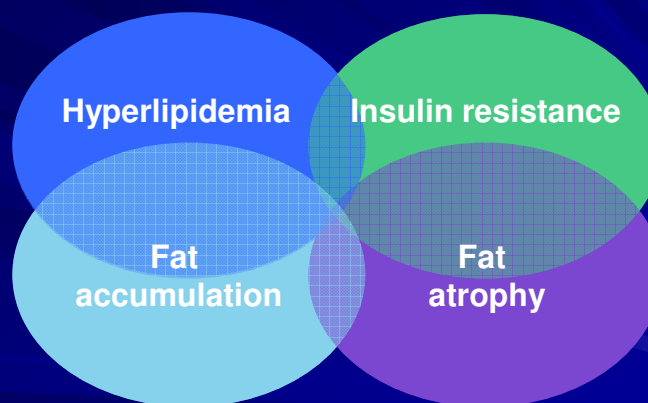 Hyperlipidemia
Insulin resistance
Fat
accumulation
Fat
atrophy